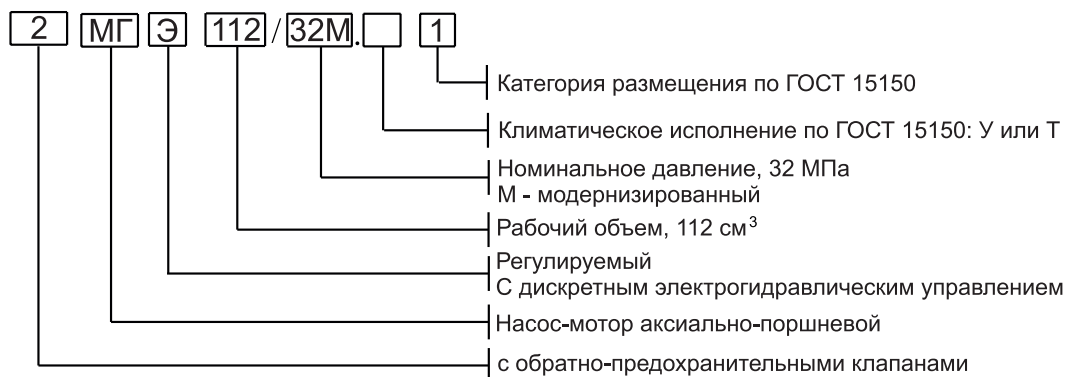 2 МГ Э 112 / 32М . 1
Категория размещения по ГОСТ 15150
Климатическое исполнение по ГОСТ 15150: У или Т
Номинальное давление, 32 МПа
М - модернизированный
Рабочий объем, 112 см³
Регулируемый
С дискретным электрогидравлическим управлением
Насос-мотор аксиально-поршневой
с обратно-предохранительными клапанами